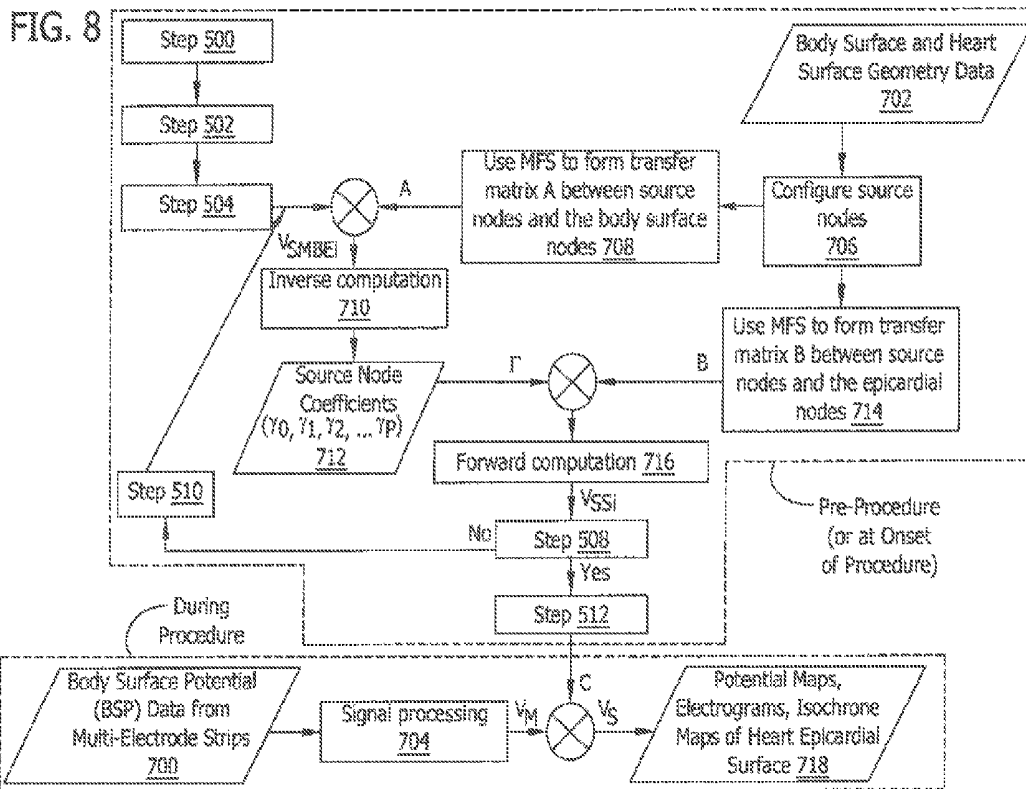 FIG. 8
Step 500
Step 502
Step 504
Body Surface and Heart
Surface Geometry Data
702
Use MFS to form transfer
matrix A between source
nodes and the body surface
nodes 708
Configure source
nodes
706
A
VSMBEi
Inverse computation
710
Use MFS to form transfer
matrix B between source
nodes and the epicardial
nodes 714
Source Node
Coefficients
(γ0, γ1, γ2, ... γP)
712
Γ
B
Forward computation 716
Step 510
VSSi
No
Step 508
Yes
Step 512
Pre-Procedure
(or at Onset
of Procedure)
During
Procedure
Body Surface Potential
(BSP) Data from
Multi-Electrode Strips
700
Signal processing
704
VM
C
VS
Potential Maps,
Electrograms, Isochrone
Maps of Heart Epicardial
Surface 718